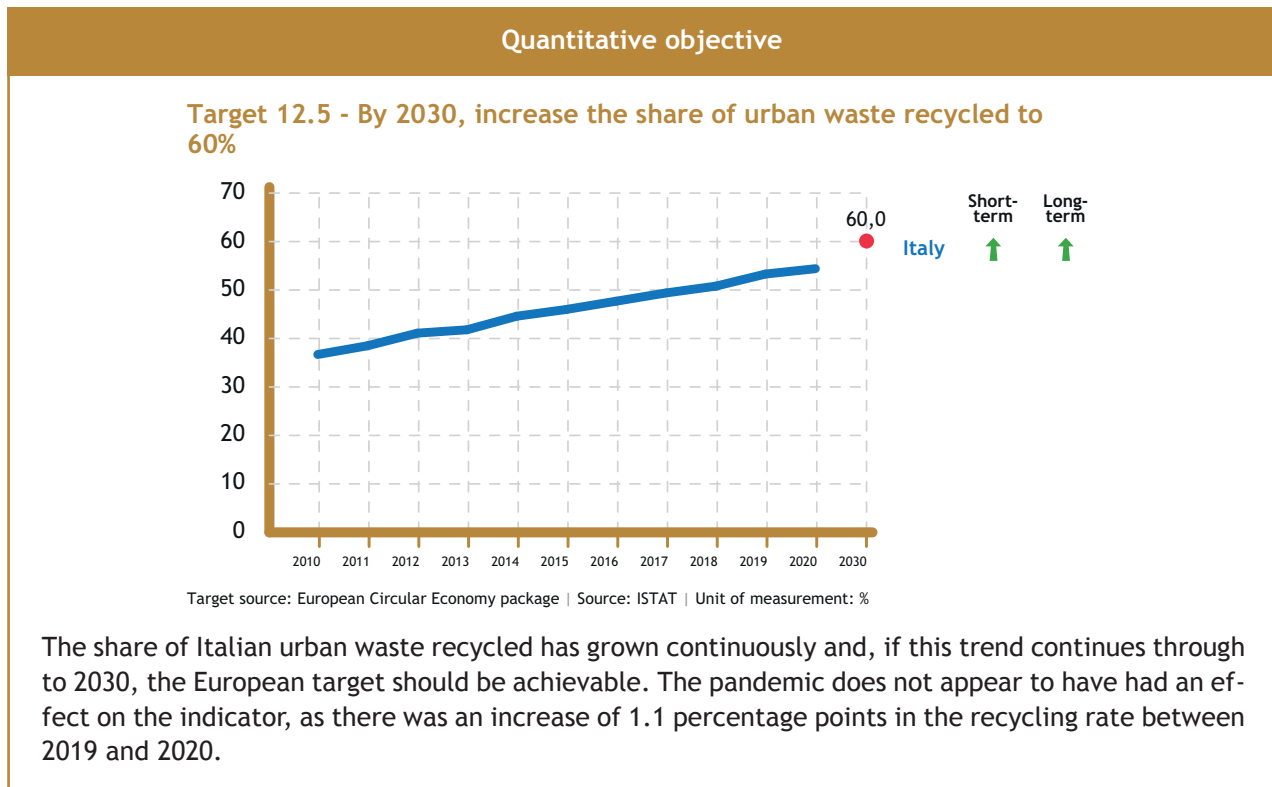 Quantitative objective
Target 12.5 - By 2030, increase the share of urban waste recycled to
60%
70
60
50
40
30
20
10
0
60,0
Italy
Short-
term
Long-
term
2010 2011 2012 2013 2014 2015 2016 2017 2018 2019 2020 2030
Target source: European Circular Economy package | Source: ISTAT | Unit of measurement: %
The share of Italian urban waste recycled has grown continuously and, if this trend continues through
to 2030, the European target should be achievable. The pandemic does not appear to have had an ef-
fect on the indicator, as there was an increase of 1.1 percentage points in the recycling rate between
2019 and 2020.